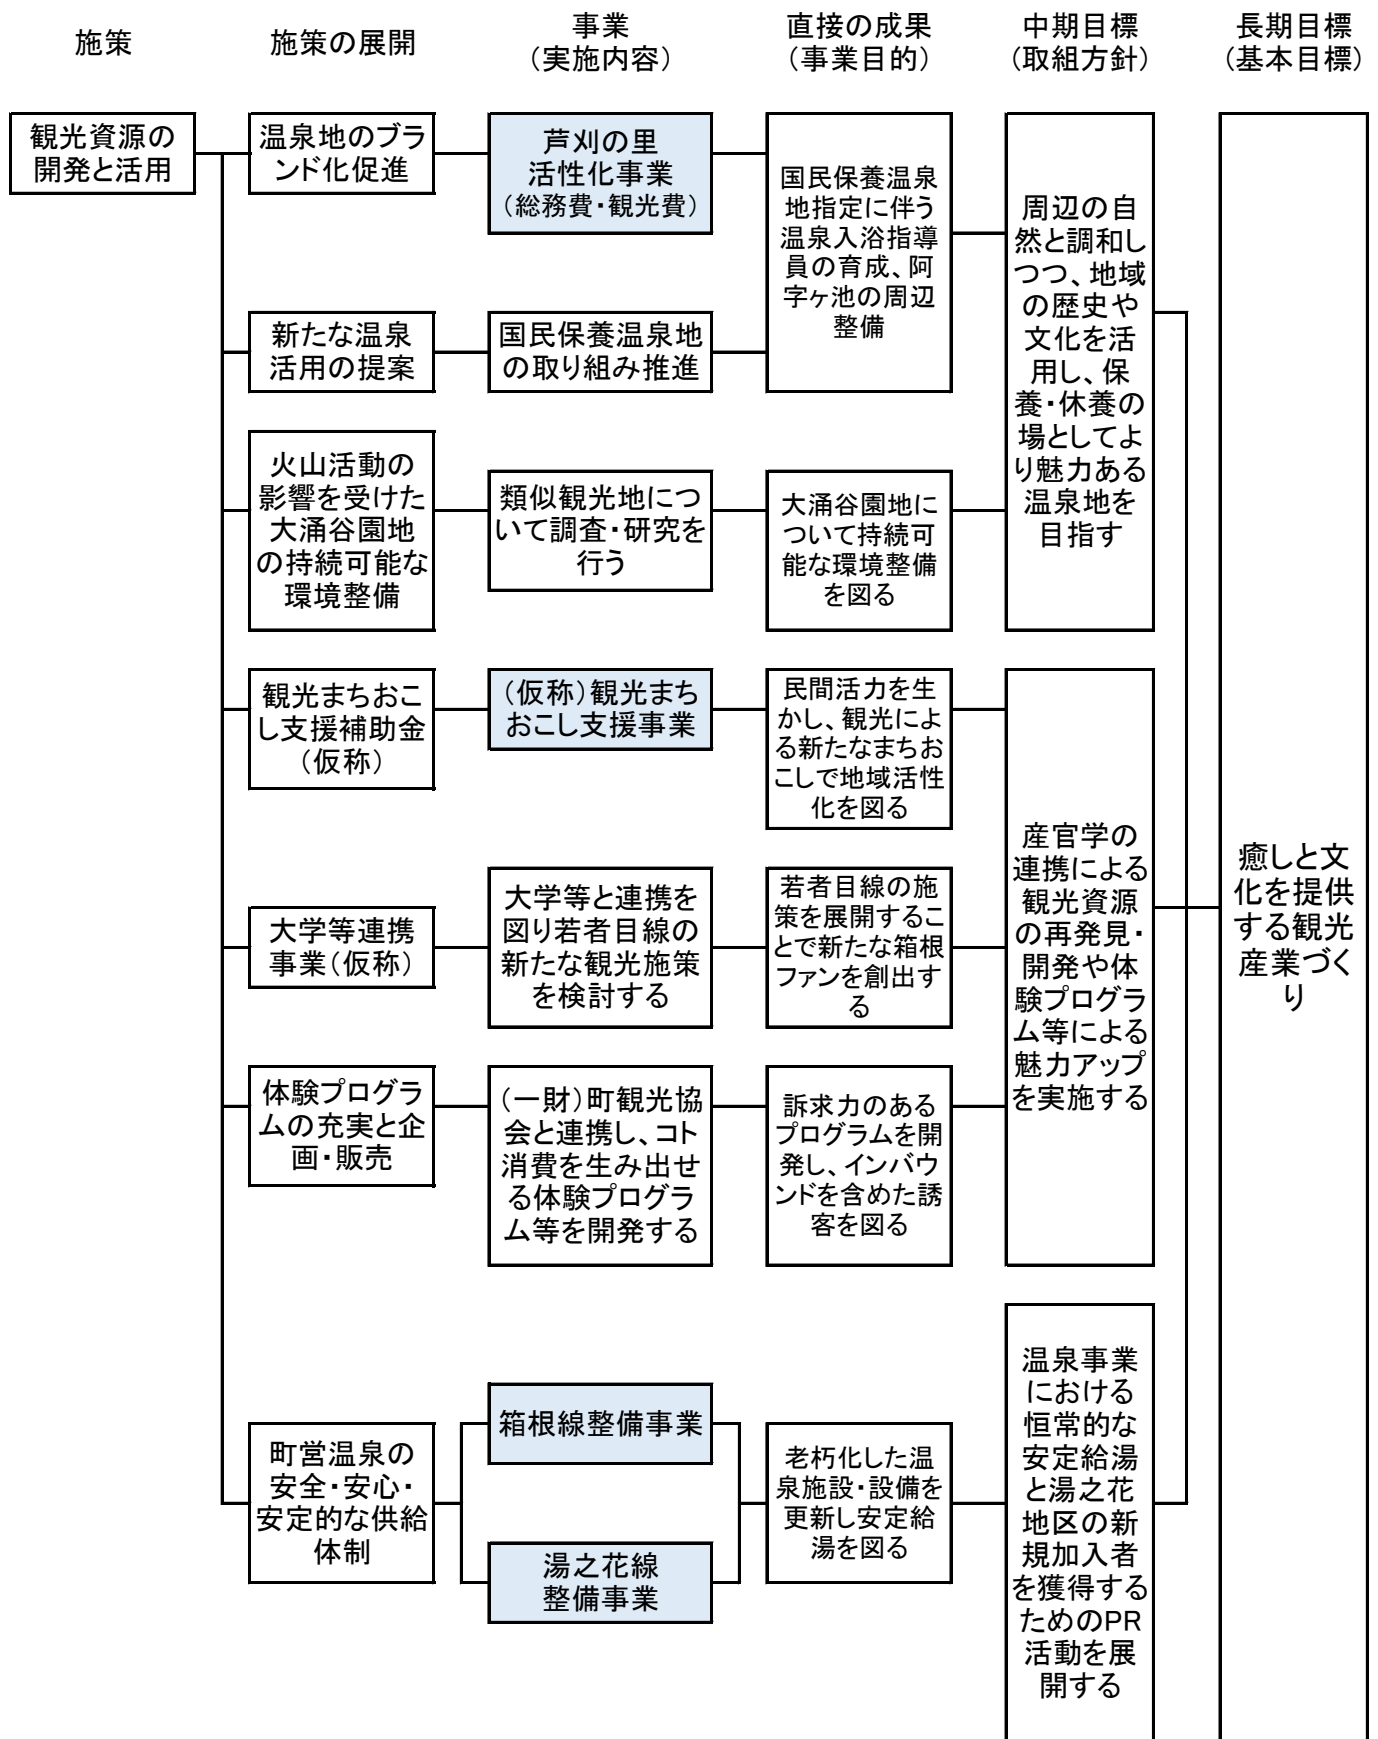 施策
施策の展開
事業
（実施内容）
直接の成果
（事業目的）
中期目標
（取組方針）
長期目標
（基本目標）
観光資源の
開発と活用
温泉地のブラ
ンド化促進
芦刈の里
活性化事業
（総務費・観光費）
国民保養温泉
地指定に伴う
温泉入浴指導
員の育成、阿
字ヶ池の周辺
整備
新たな温泉
活用の提案
国民保養温泉地
の取り組み推進
火山活動の
影響を受けた
大涌谷園地
の持続可能な
環境整備
類似観光地につ
いて調査・研究を
行う
大涌谷園地に
ついて持続可
能な環境整備
を図る
周辺の自
然と調和し
つつ、地域
の歴史や
文化を活
用し、保
養・休養の
場としてよ
り魅力ある
温泉地を
目指す
観光まちおこ
し支援補助金
（仮称）
（仮称）観光まち
おこし支援事業
民間活力を生
かし、観光によ
る新たなまちお
こしで地域活性
化を図る
大学等連携
事業（仮称）
大学等と連携を
図り若者目線の
新たな観光施策
を検討する
若者目線の施
策を展開するこ
とで新たな箱根
ファンを創出す
る
体験プログラ
ムの充実と企
画・販売
（一財）町観光協
会と連携し、コト
消費を生み出せ
る体験プログラ
ム等を開発する
訴求力のある
プログラムを開
発し、インバウ
ンドを含めた誘
客を図る
産官学の
連携による
観光資源
の再発見・
開発や体
験プログラ
ム等による
魅力アップ
を実施する
町営温泉の
安全・安心・
安定的な供給
体制
箱根線整備事業
湯之花線
整備事業
老朽化した温
泉施設・設備を
更新し安定給
湯を図る
温泉事業
における
恒常的な
安定給湯
と湯之花
地区の新
規加入者
を獲得する
ためのPR
活動を展
開する
癒しと文
化を提供
する観光
産業づく
り